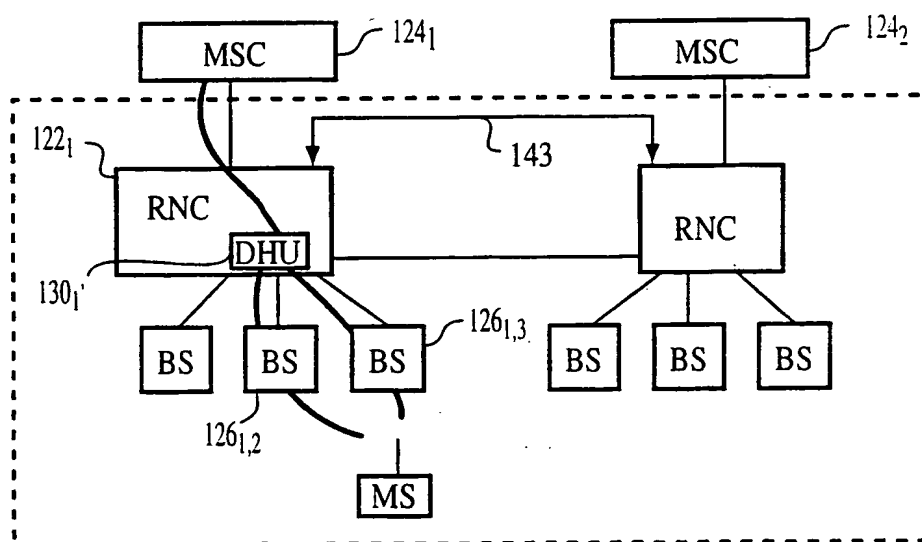 MSC 124₁ MSC 124₂
122₁ 143
RNC RNC
DHU
130₁'
126₁,₃
BS BS BS BS BS BS
126₁,₂
MS